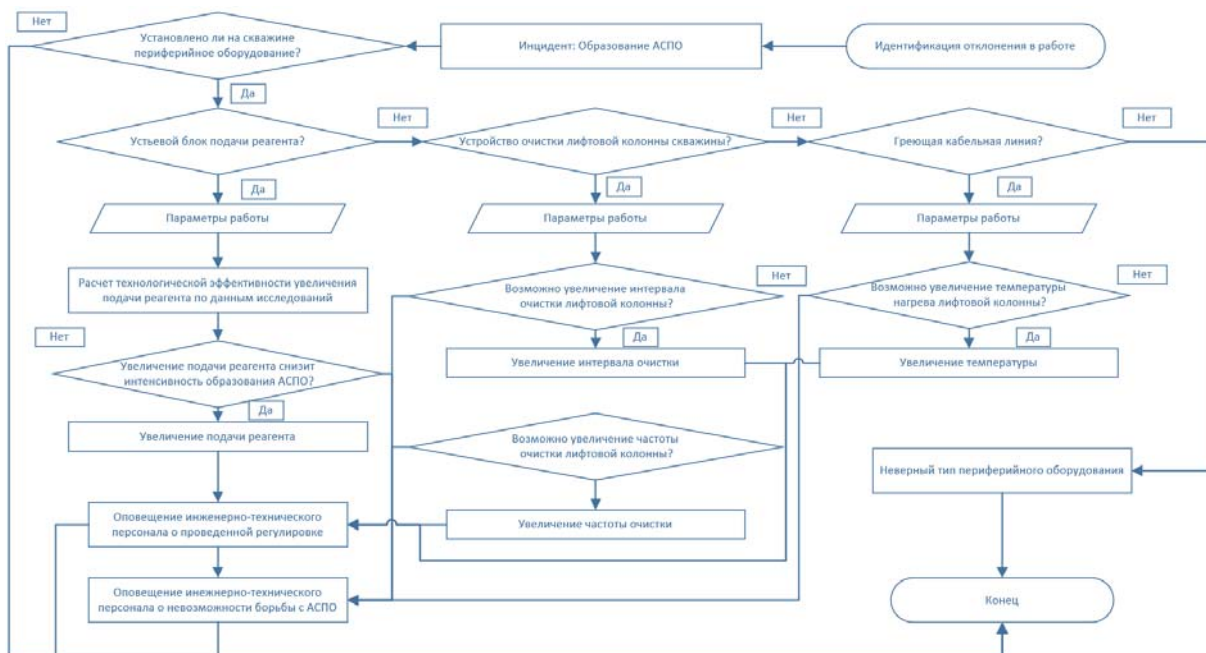 Нет
Установлено ли на скважине
периферийное оборудование?
Инцидент: Образование АСПО
Идентификация отклонения в работе
Да
Устьевой блок подачи реагента?
Нет
Устройство очистки лифтовой колонны скважины?
Нет
Греющая кабельная линия?
Нет
Да
Да
Да
Параметры работы
Параметры работы
Параметры работы
Расчет технологической эффективности увеличения
подачи реагента по данным исследований
Возможно увеличение интервала
очистки лифтовой колонны?
Нет
Возможно увеличение температуры
нагрева лифтовой колонны?
Нет
Нет
Да
Да
Увеличение подачи реагента снизит
интенсивность образования АСПО?
Увеличение интервала очистки
Увеличение температуры
Да
Увеличение подачи реагента
Возможно увеличение частоты
очистки лифтовой колонны?
Неверный тип периферийного оборудования
Оповещение инженерно-технического
персонала о проведенной регулировке
Увеличение частоты очистки
Оповещение инежнерно-технического
персонала о невозможности борьбы с АСПО
Конец